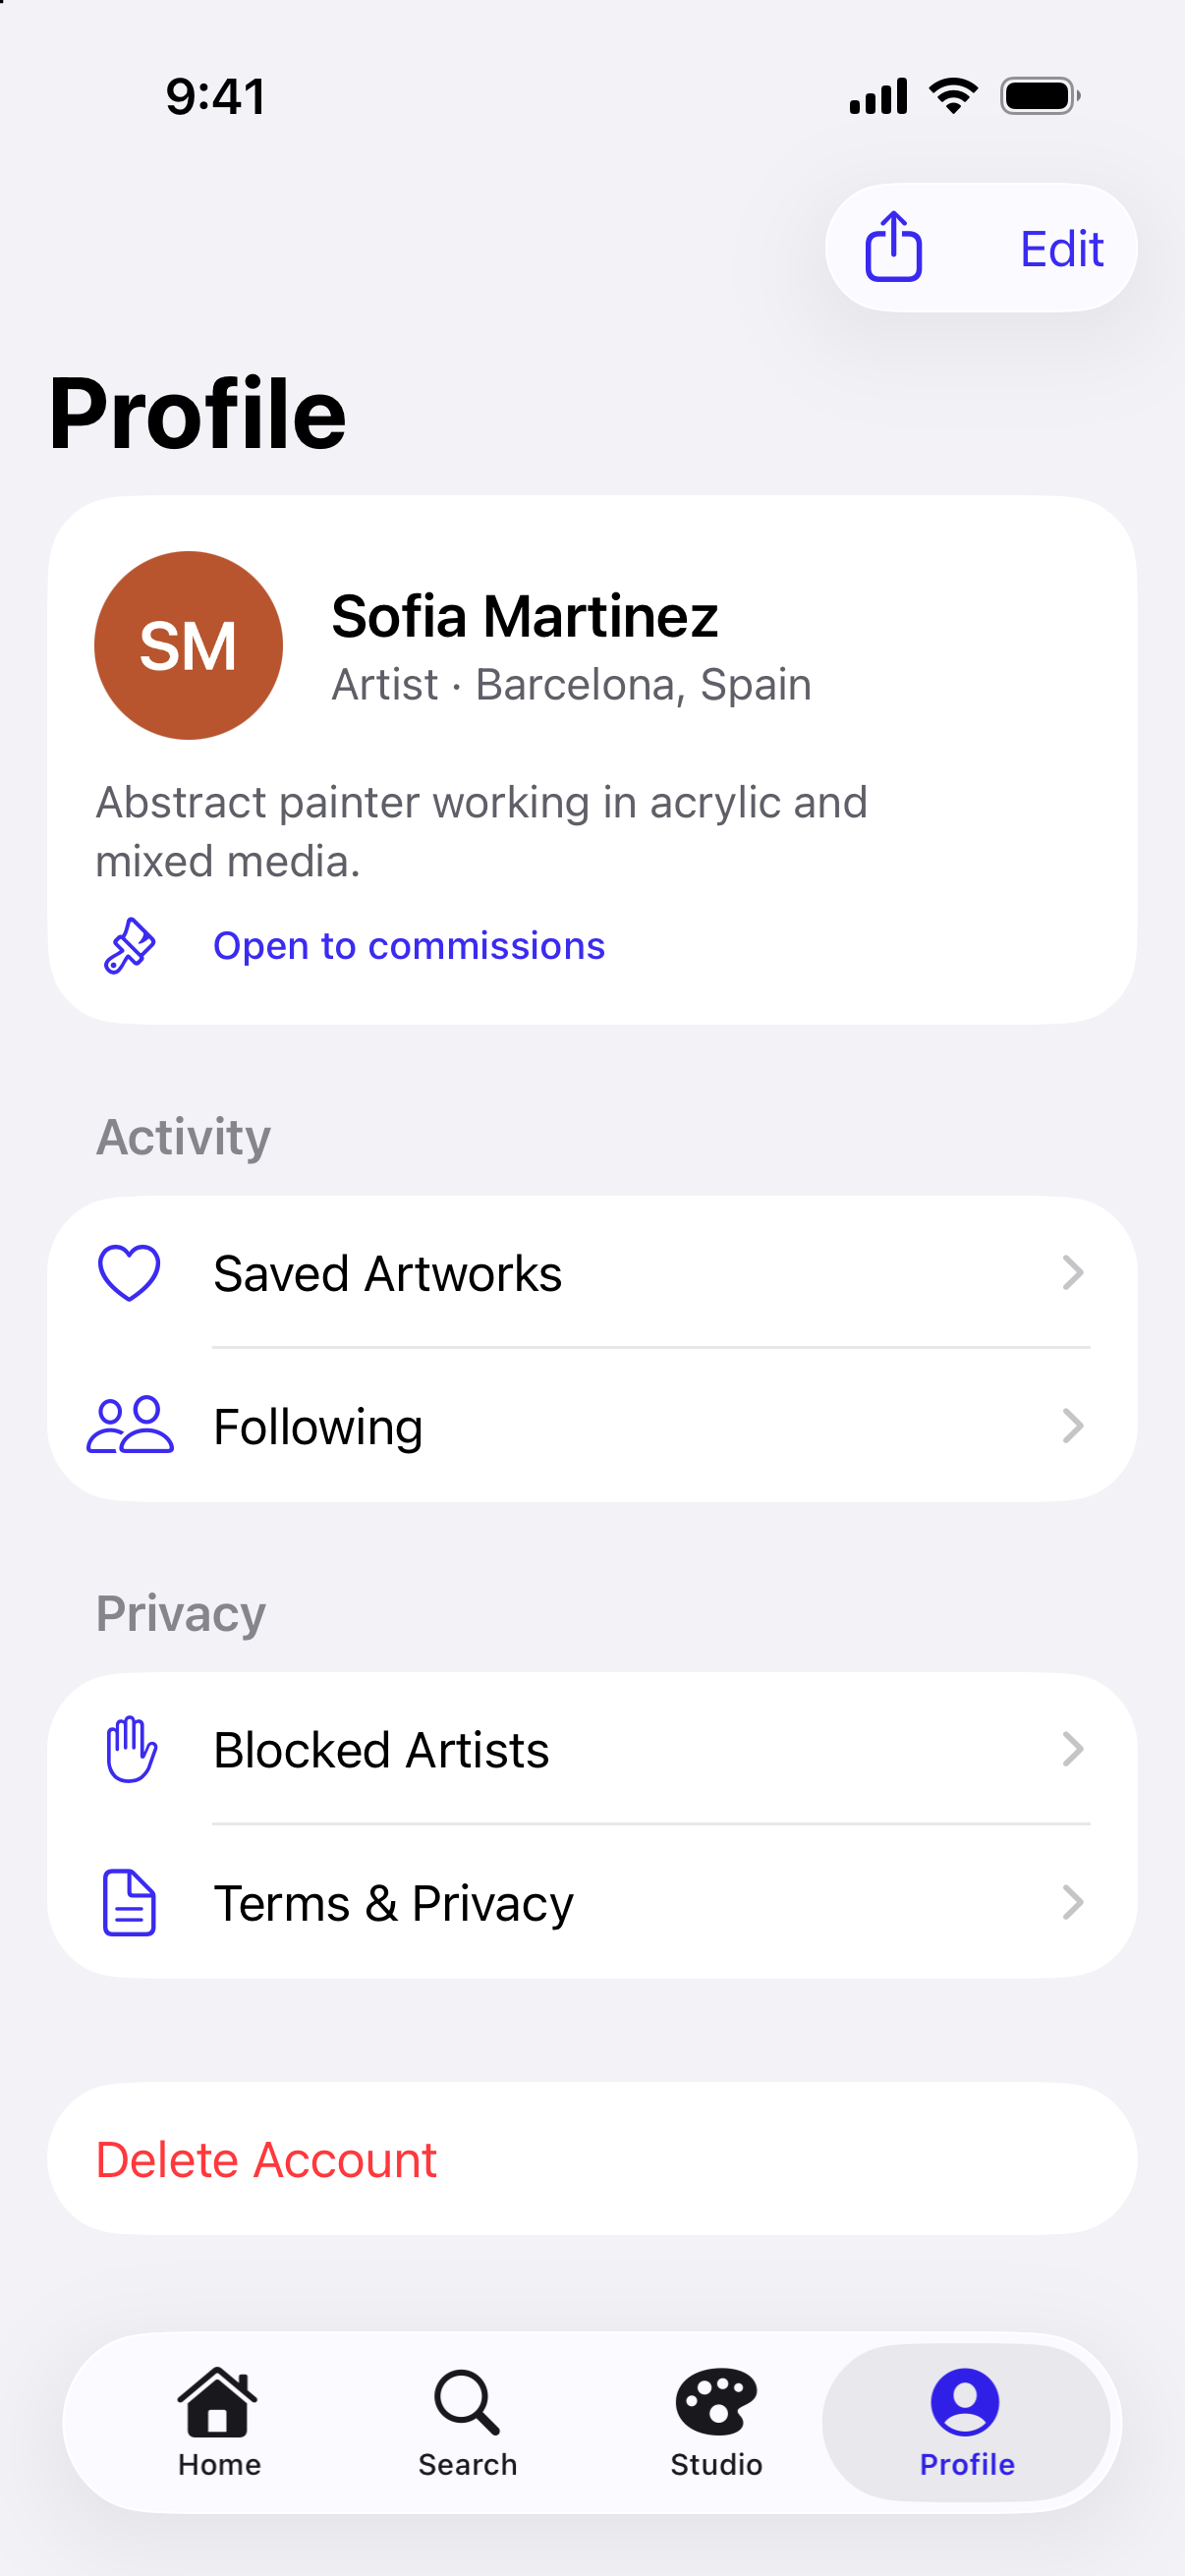 9:41
Edit
Profile
SM
Sofia Martinez
Artist · Barcelona, Spain
Abstract painter working in acrylic and
mixed media.
Open to commissions
Activity
Saved Artworks
Following
Privacy
Blocked Artists
Terms & Privacy
Delete Account
Home
Search
Studio
Profile